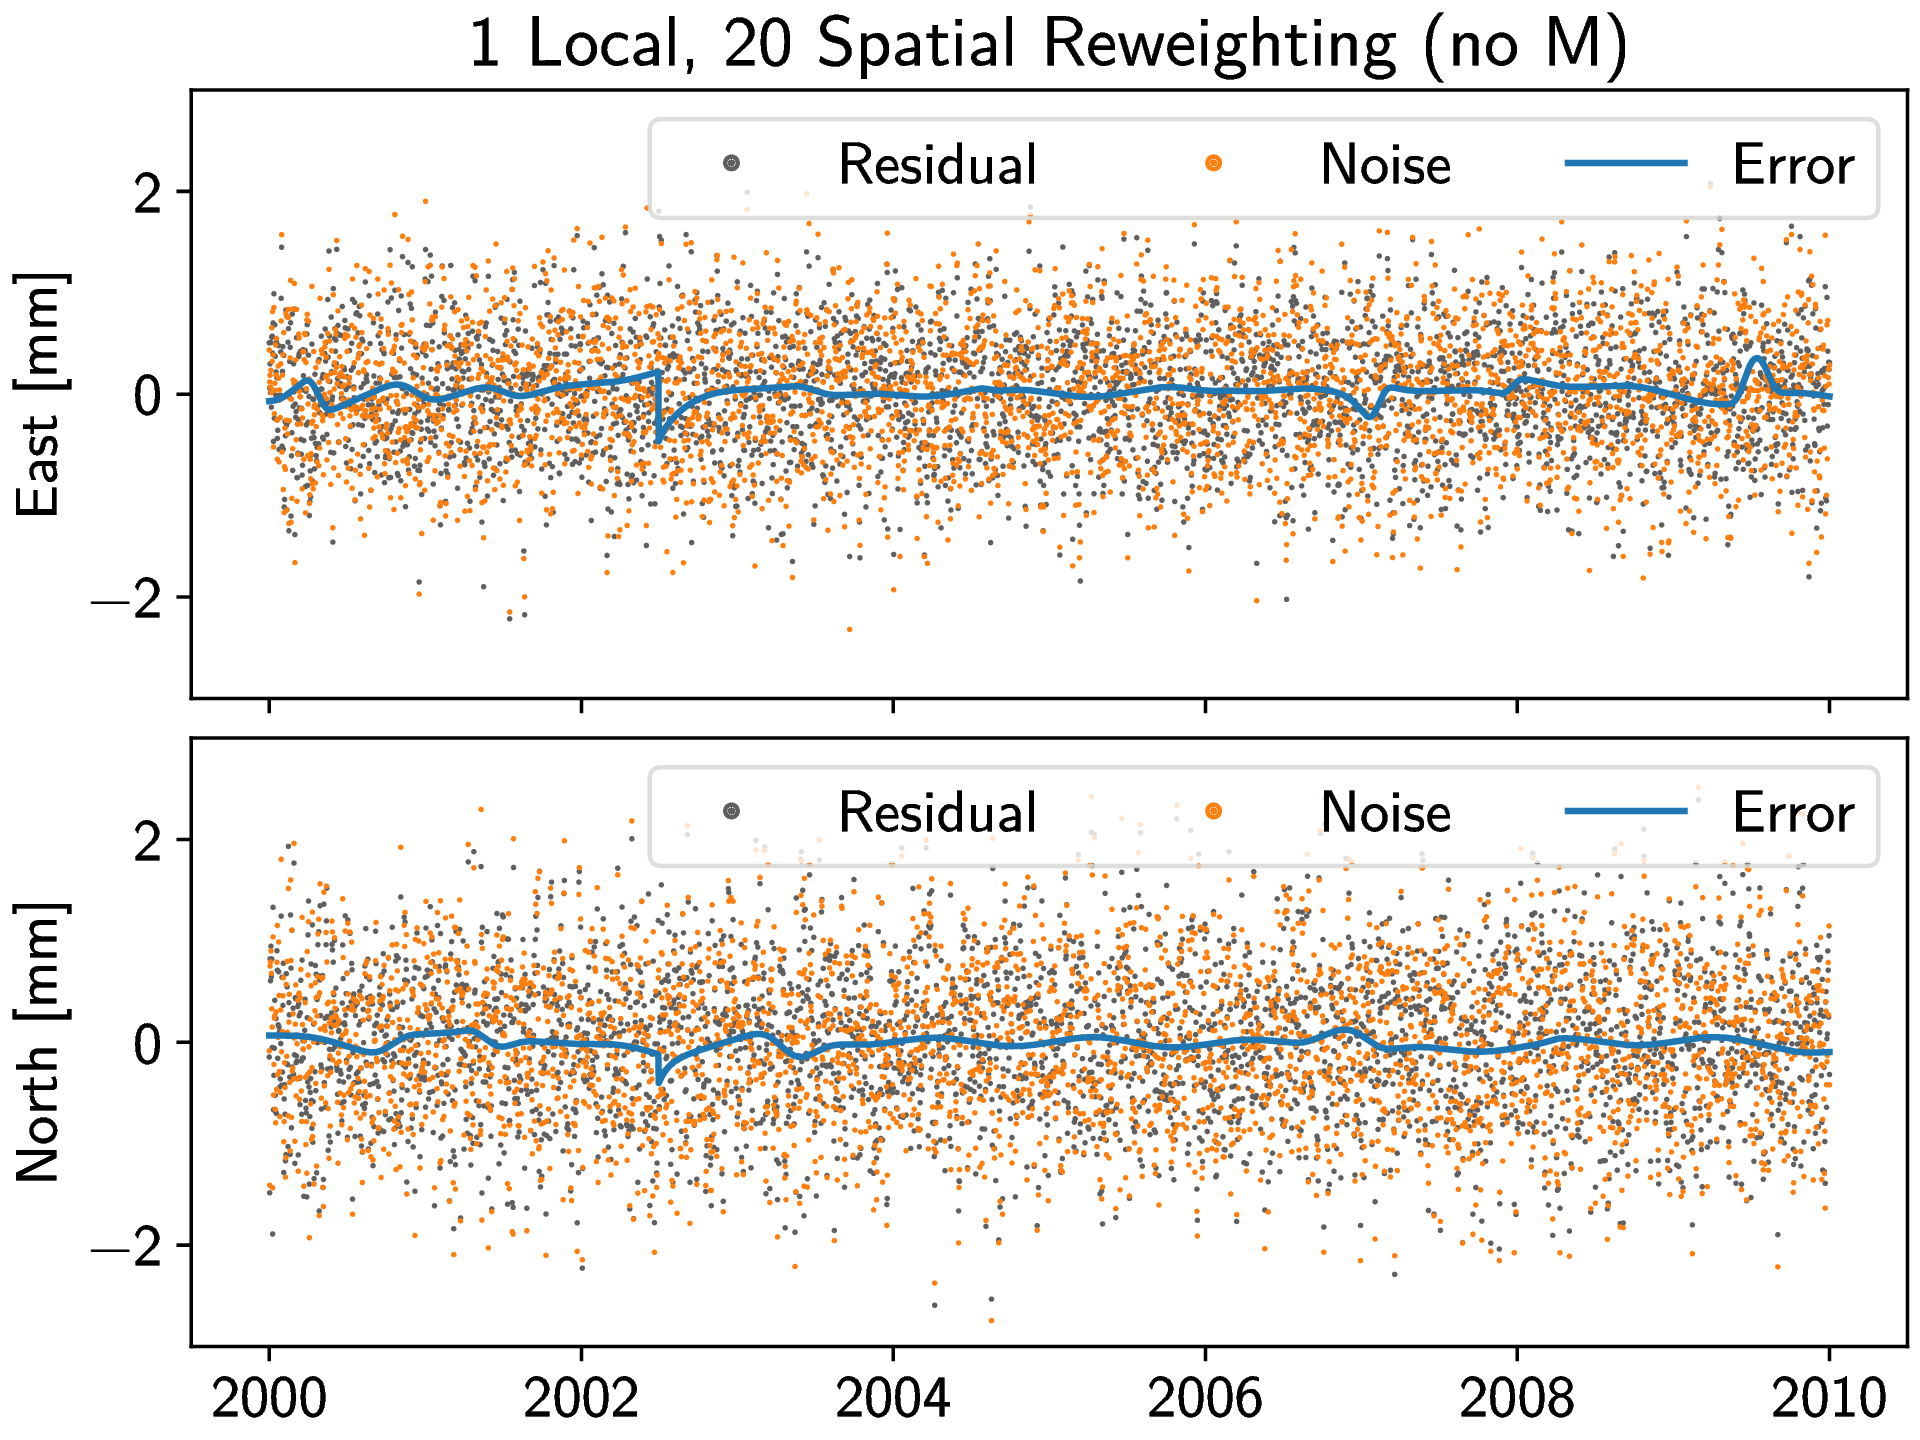 1 Local, 20 Spatial Reweighting (no M)
Residual Noise Error
2
0
−2
East [mm]
Residual Noise Error
2
0
−2
North [mm]
2000 2002 2004 2006 2008 2010